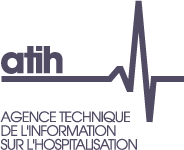 atih
AGENCE TECHNIQUE
DE L'INFORMATION
SUR L'HOSPITALISATION